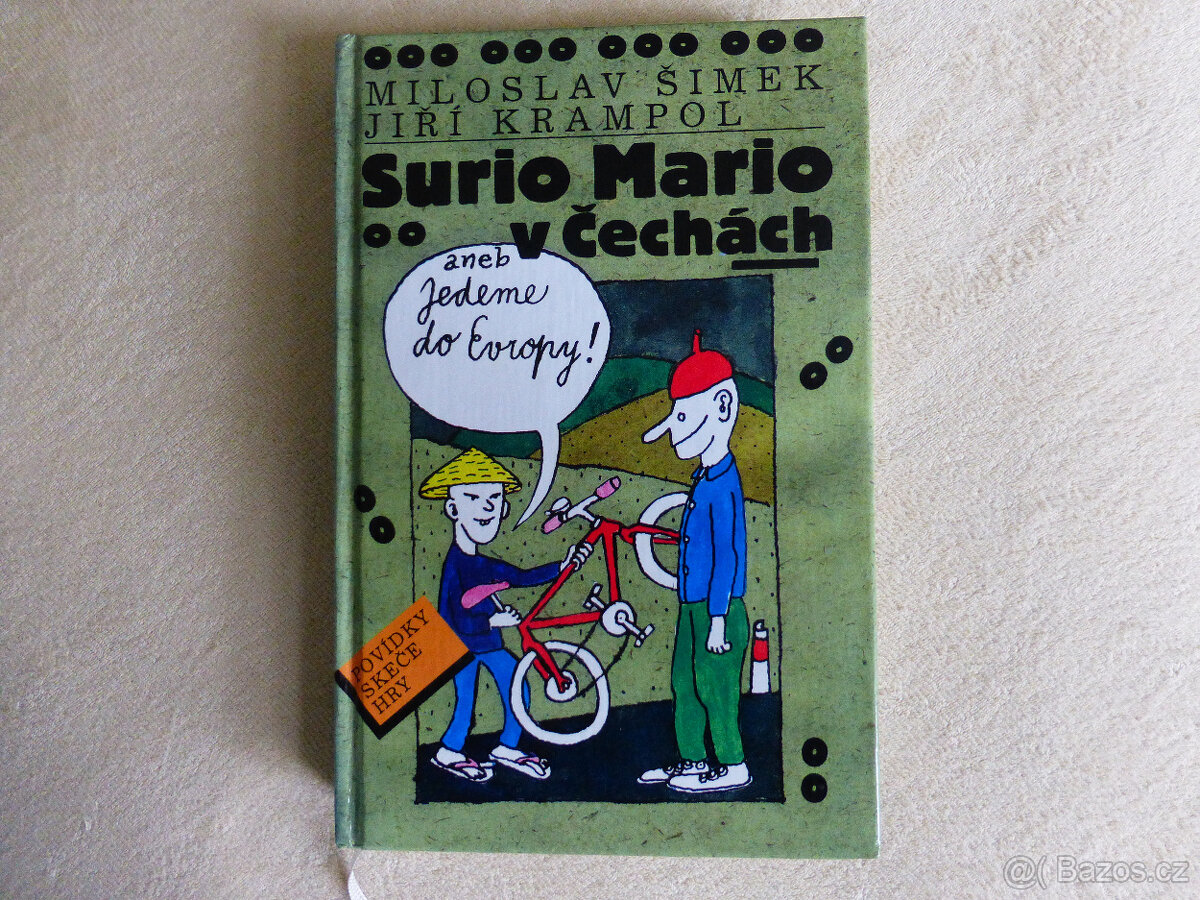 MILOSLAV ŠIMEK
JIŘÍ KRAMPOL
Surio Mario
v Čechách
aneb
Jedeme
do Evropy!
POVÍDKY
SKEČE
HRY
@( Bazos.cz